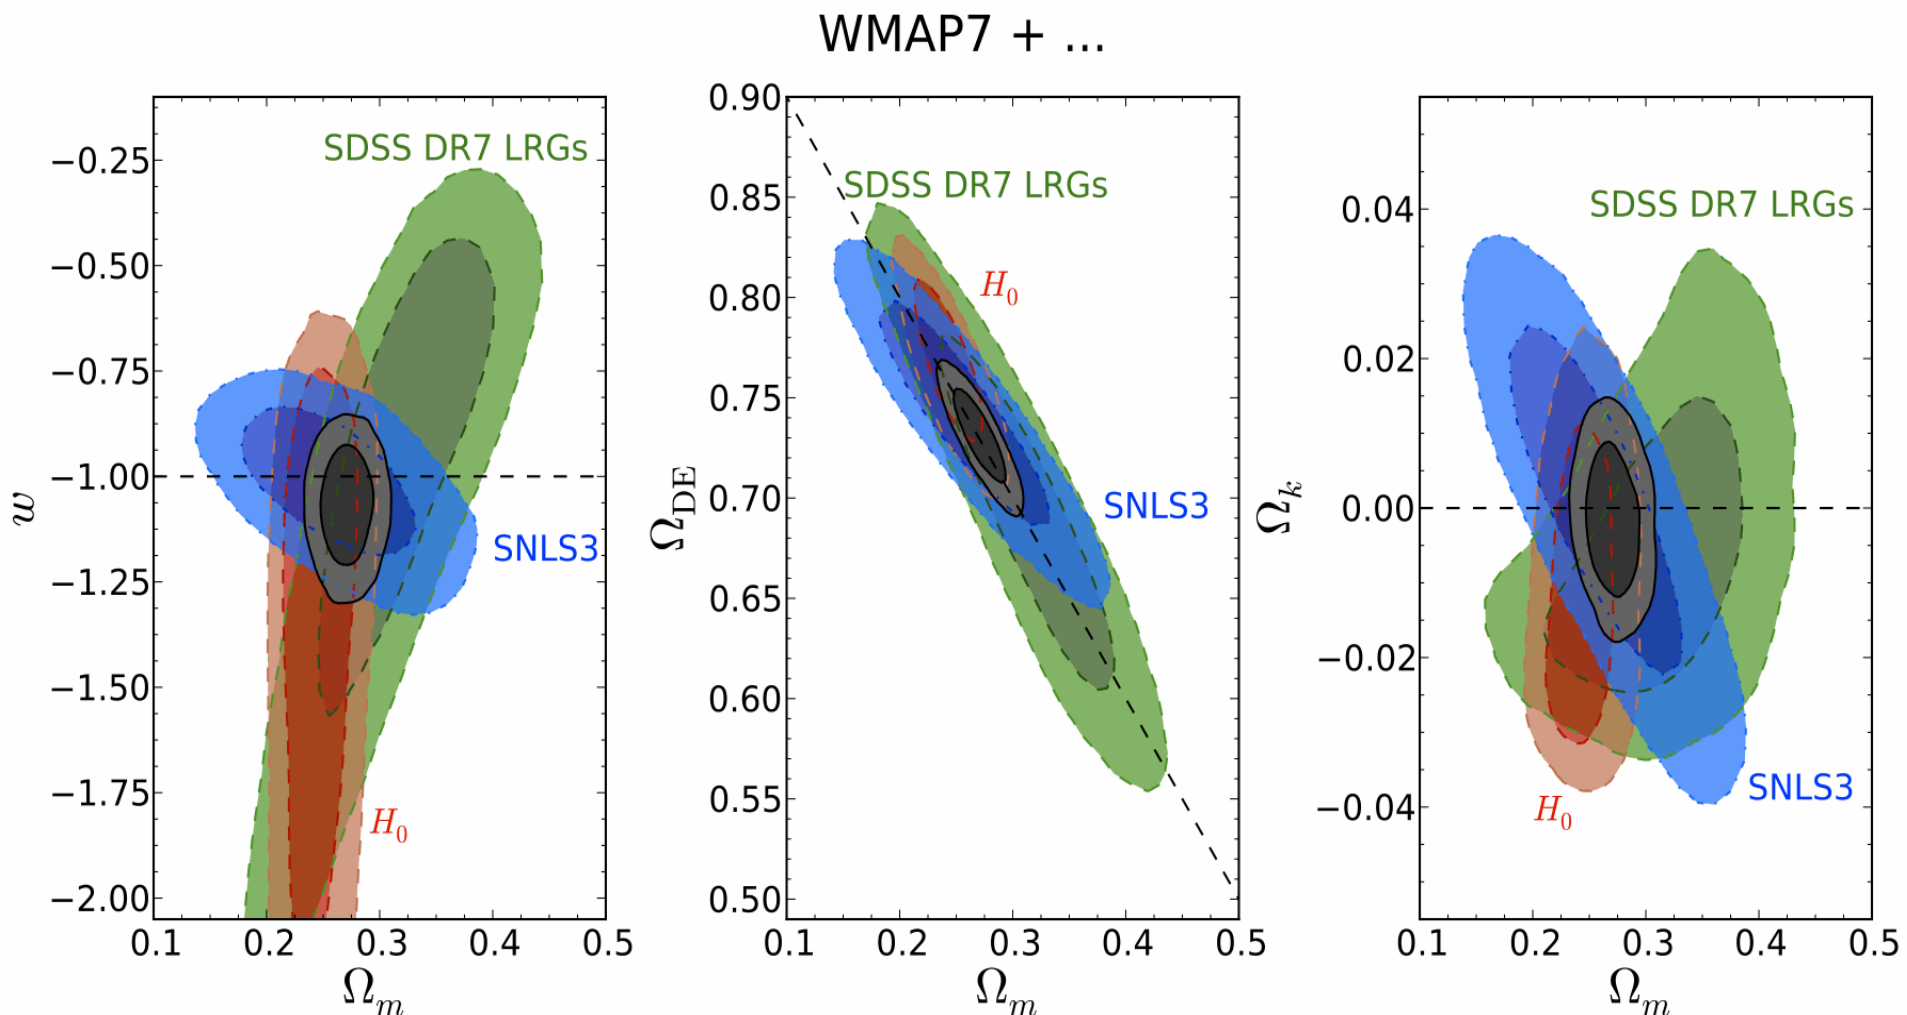 WMAP7 + ...
SDSS DR7 LRGs
H₀
SNLS3
w
−0.25
−0.50
−0.75
−1.00
−1.25
−1.50
−1.75
−2.00
0.1 0.2 0.3 0.4 0.5
Ωₘ
SDSS DR7 LRGs
H₀
SNLS3
Ω_DE
0.90
0.85
0.80
0.75
0.70
0.65
0.60
0.55
0.50
0.1 0.2 0.3 0.4 0.5
Ωₘ
SDSS DR7 LRGs
H₀
SNLS3
Ωₖ
0.04
0.02
0.00
−0.02
−0.04
0.1 0.2 0.3 0.4 0.5
Ωₘ